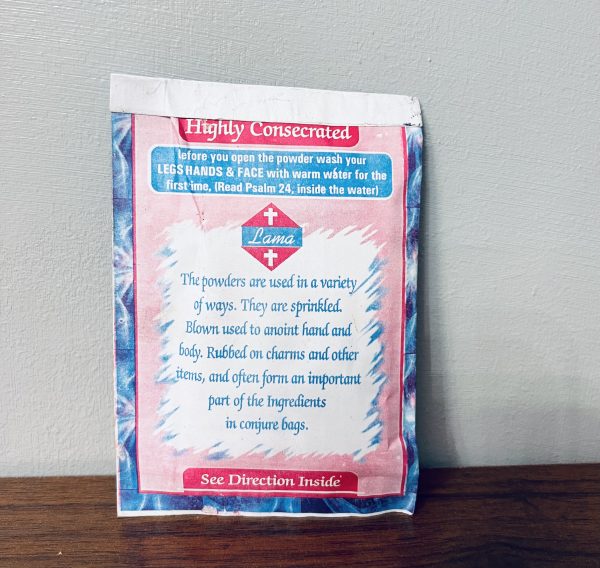 Highly Consecrated
efore you open the powder wash your
LEGS HANDS & FACE with warm water for the
first ime, (Read Psalm 24, inside the water)
Lama
The powders are used in a variety
of ways. They are sprinkled.
Blown used to anoint hand and
body. Rubbed on charms and other
items, and often form an important
part of the Ingredients
in conjure bags.
See Direction Inside